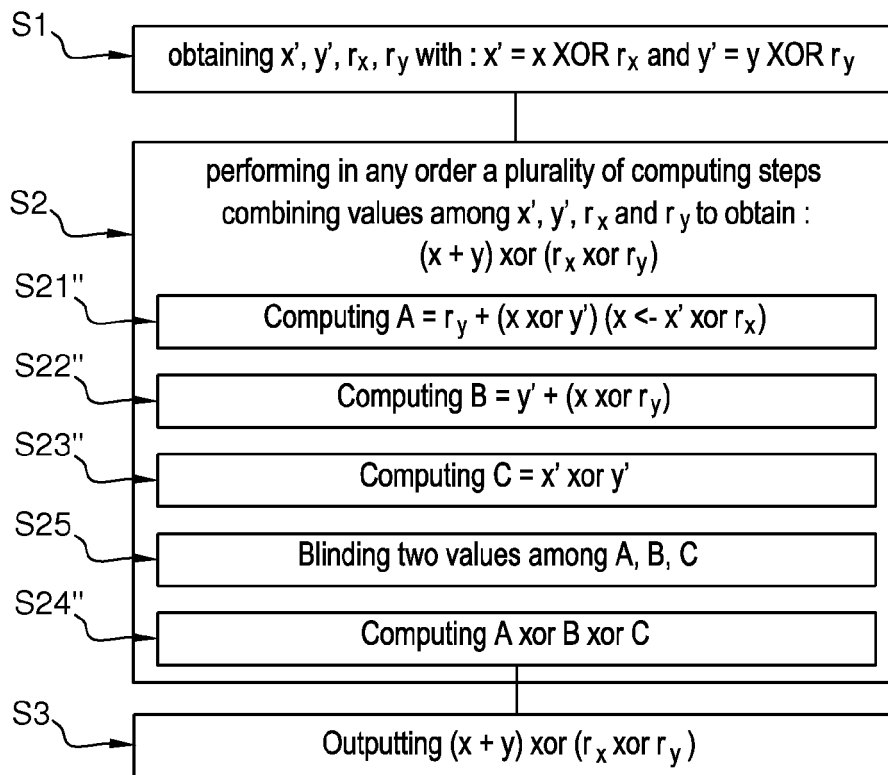 S1
obtaining x', y', rx, ry with : x' = x XOR rx and y' = y XOR ry
S2
performing in any order a plurality of computing steps
combining values among x', y', rx and ry to obtain :
(x + y) xor (rx xor ry)
S21"
Computing A = ry + (x xor y') (x <- x' xor rx)
S22"
Computing B = y' + (x xor ry)
S23"
Computing C = x' xor y'
S25
Blinding two values among A, B, C
S24"
Computing A xor B xor C
S3
Outputting (x + y) xor (rx xor ry )